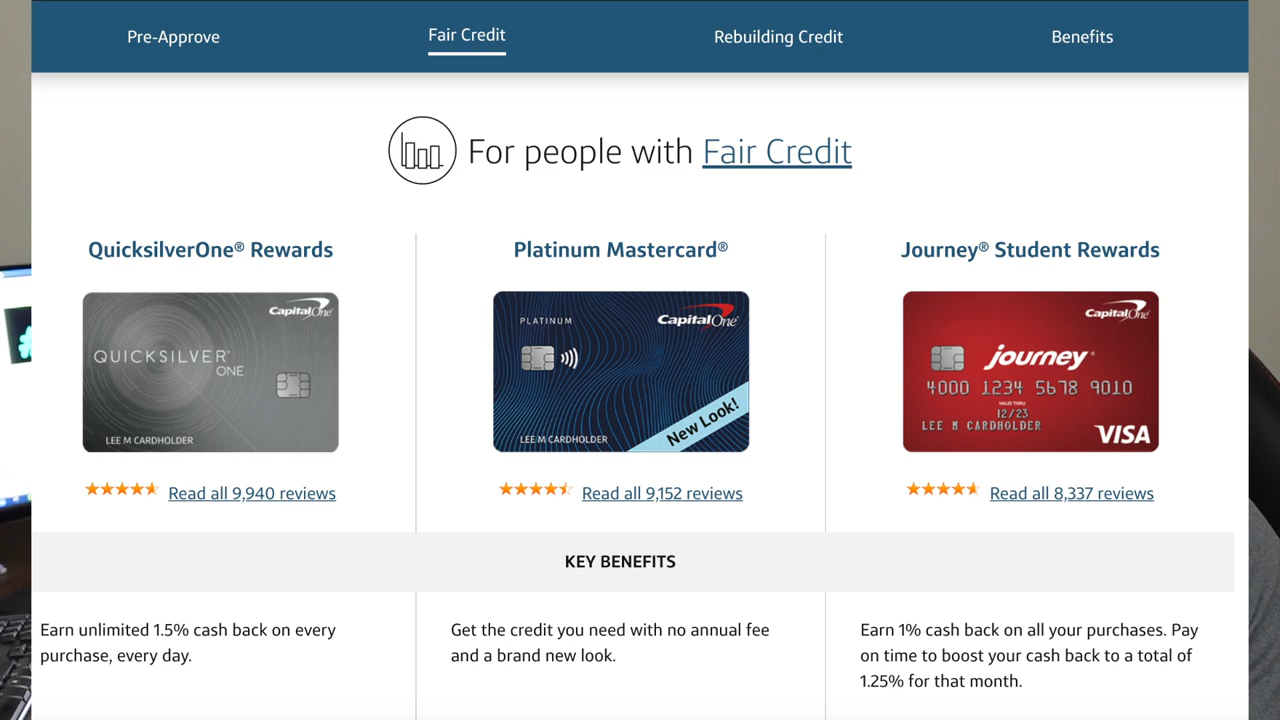 Pre-Approve
Fair Credit
Rebuilding Credit
Benefits
For people with Fair Credit
QuicksilverOne® Rewards
Platinum Mastercard®
Journey® Student Rewards
Capital One
QUICKSILVER
ONE
LEE M CARDHOLDER
PLATINUM
Capital One
LEE M CARDHOLDER
New Look!
Capital One
journey®
4000 1234 5678 9010
VALID THRU
12/23
LEE M CARDHOLDER
VISA
Read all 9,940 reviews
Read all 9,152 reviews
Read all 8,337 reviews
KEY BENEFITS
Earn unlimited 1.5% cash back on every
purchase, every day.
Get the credit you need with no annual fee
and a brand new look.
Earn 1% cash back on all your purchases. Pay
on time to boost your cash back to a total of
1.25% for that month.